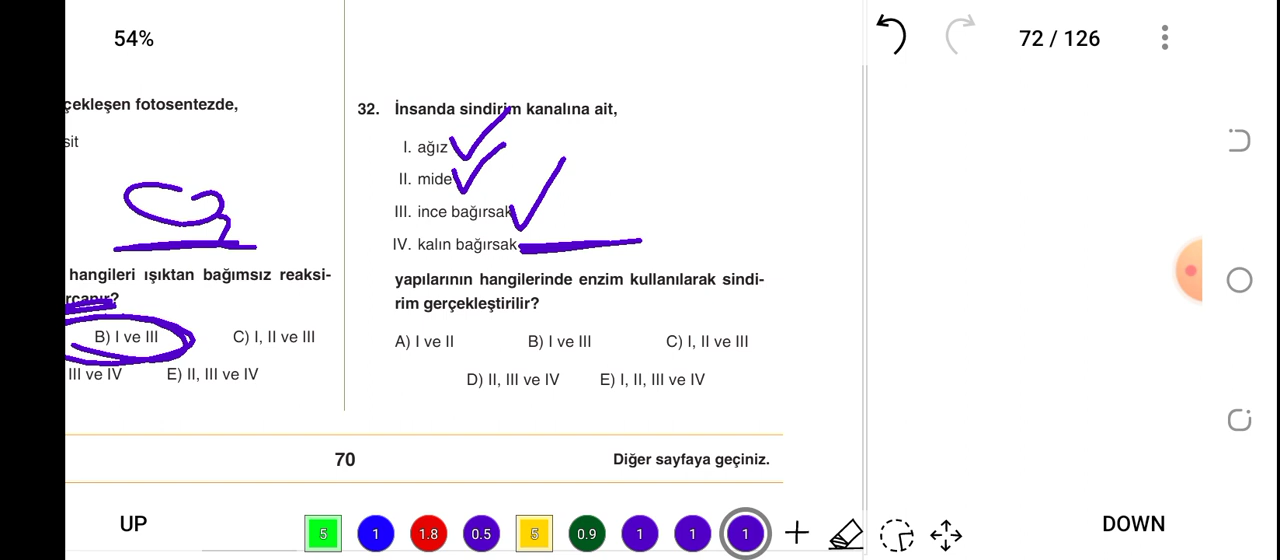 54%
72 / 126
çekleşen fotosentezde,
sit
hangileri ışıktan bağımsız reaksi-
B) I ve III
C) I, II ve III
III ve IV
E) II, III ve IV
32. İnsanda sindirim kanalına ait,
I. ağız
II. mide
III. ince bağırsak
IV. kalın bağırsak
yapılarının hangilerinde enzim kullanılarak sindi-
rim gerçekleştirilir?
A) I ve II
B) I ve III
C) I, II ve III
D) II, III ve IV
E) I, II, III ve IV
70
Diğer sayfaya geçiniz.
UP
5 1 1.8 0.5 5 0.9 1 1 1
DOWN